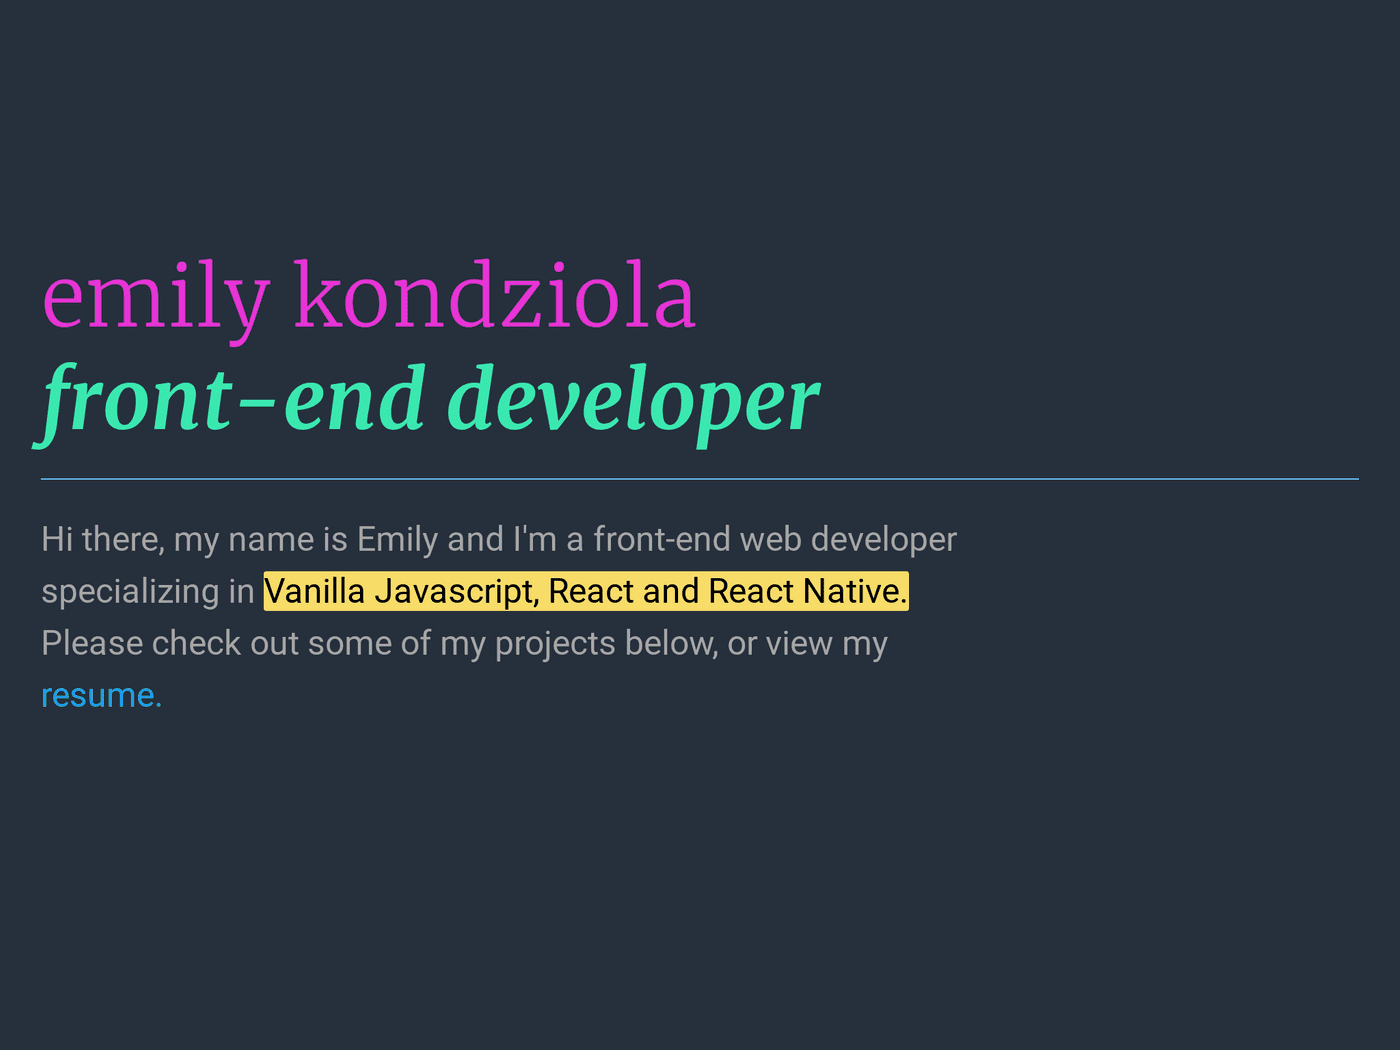 emily kondziola
front-end developer
Hi there, my name is Emily and I'm a front-end web developer
specializing in Vanilla Javascript, React and React Native.
Please check out some of my projects below, or view my
resume.